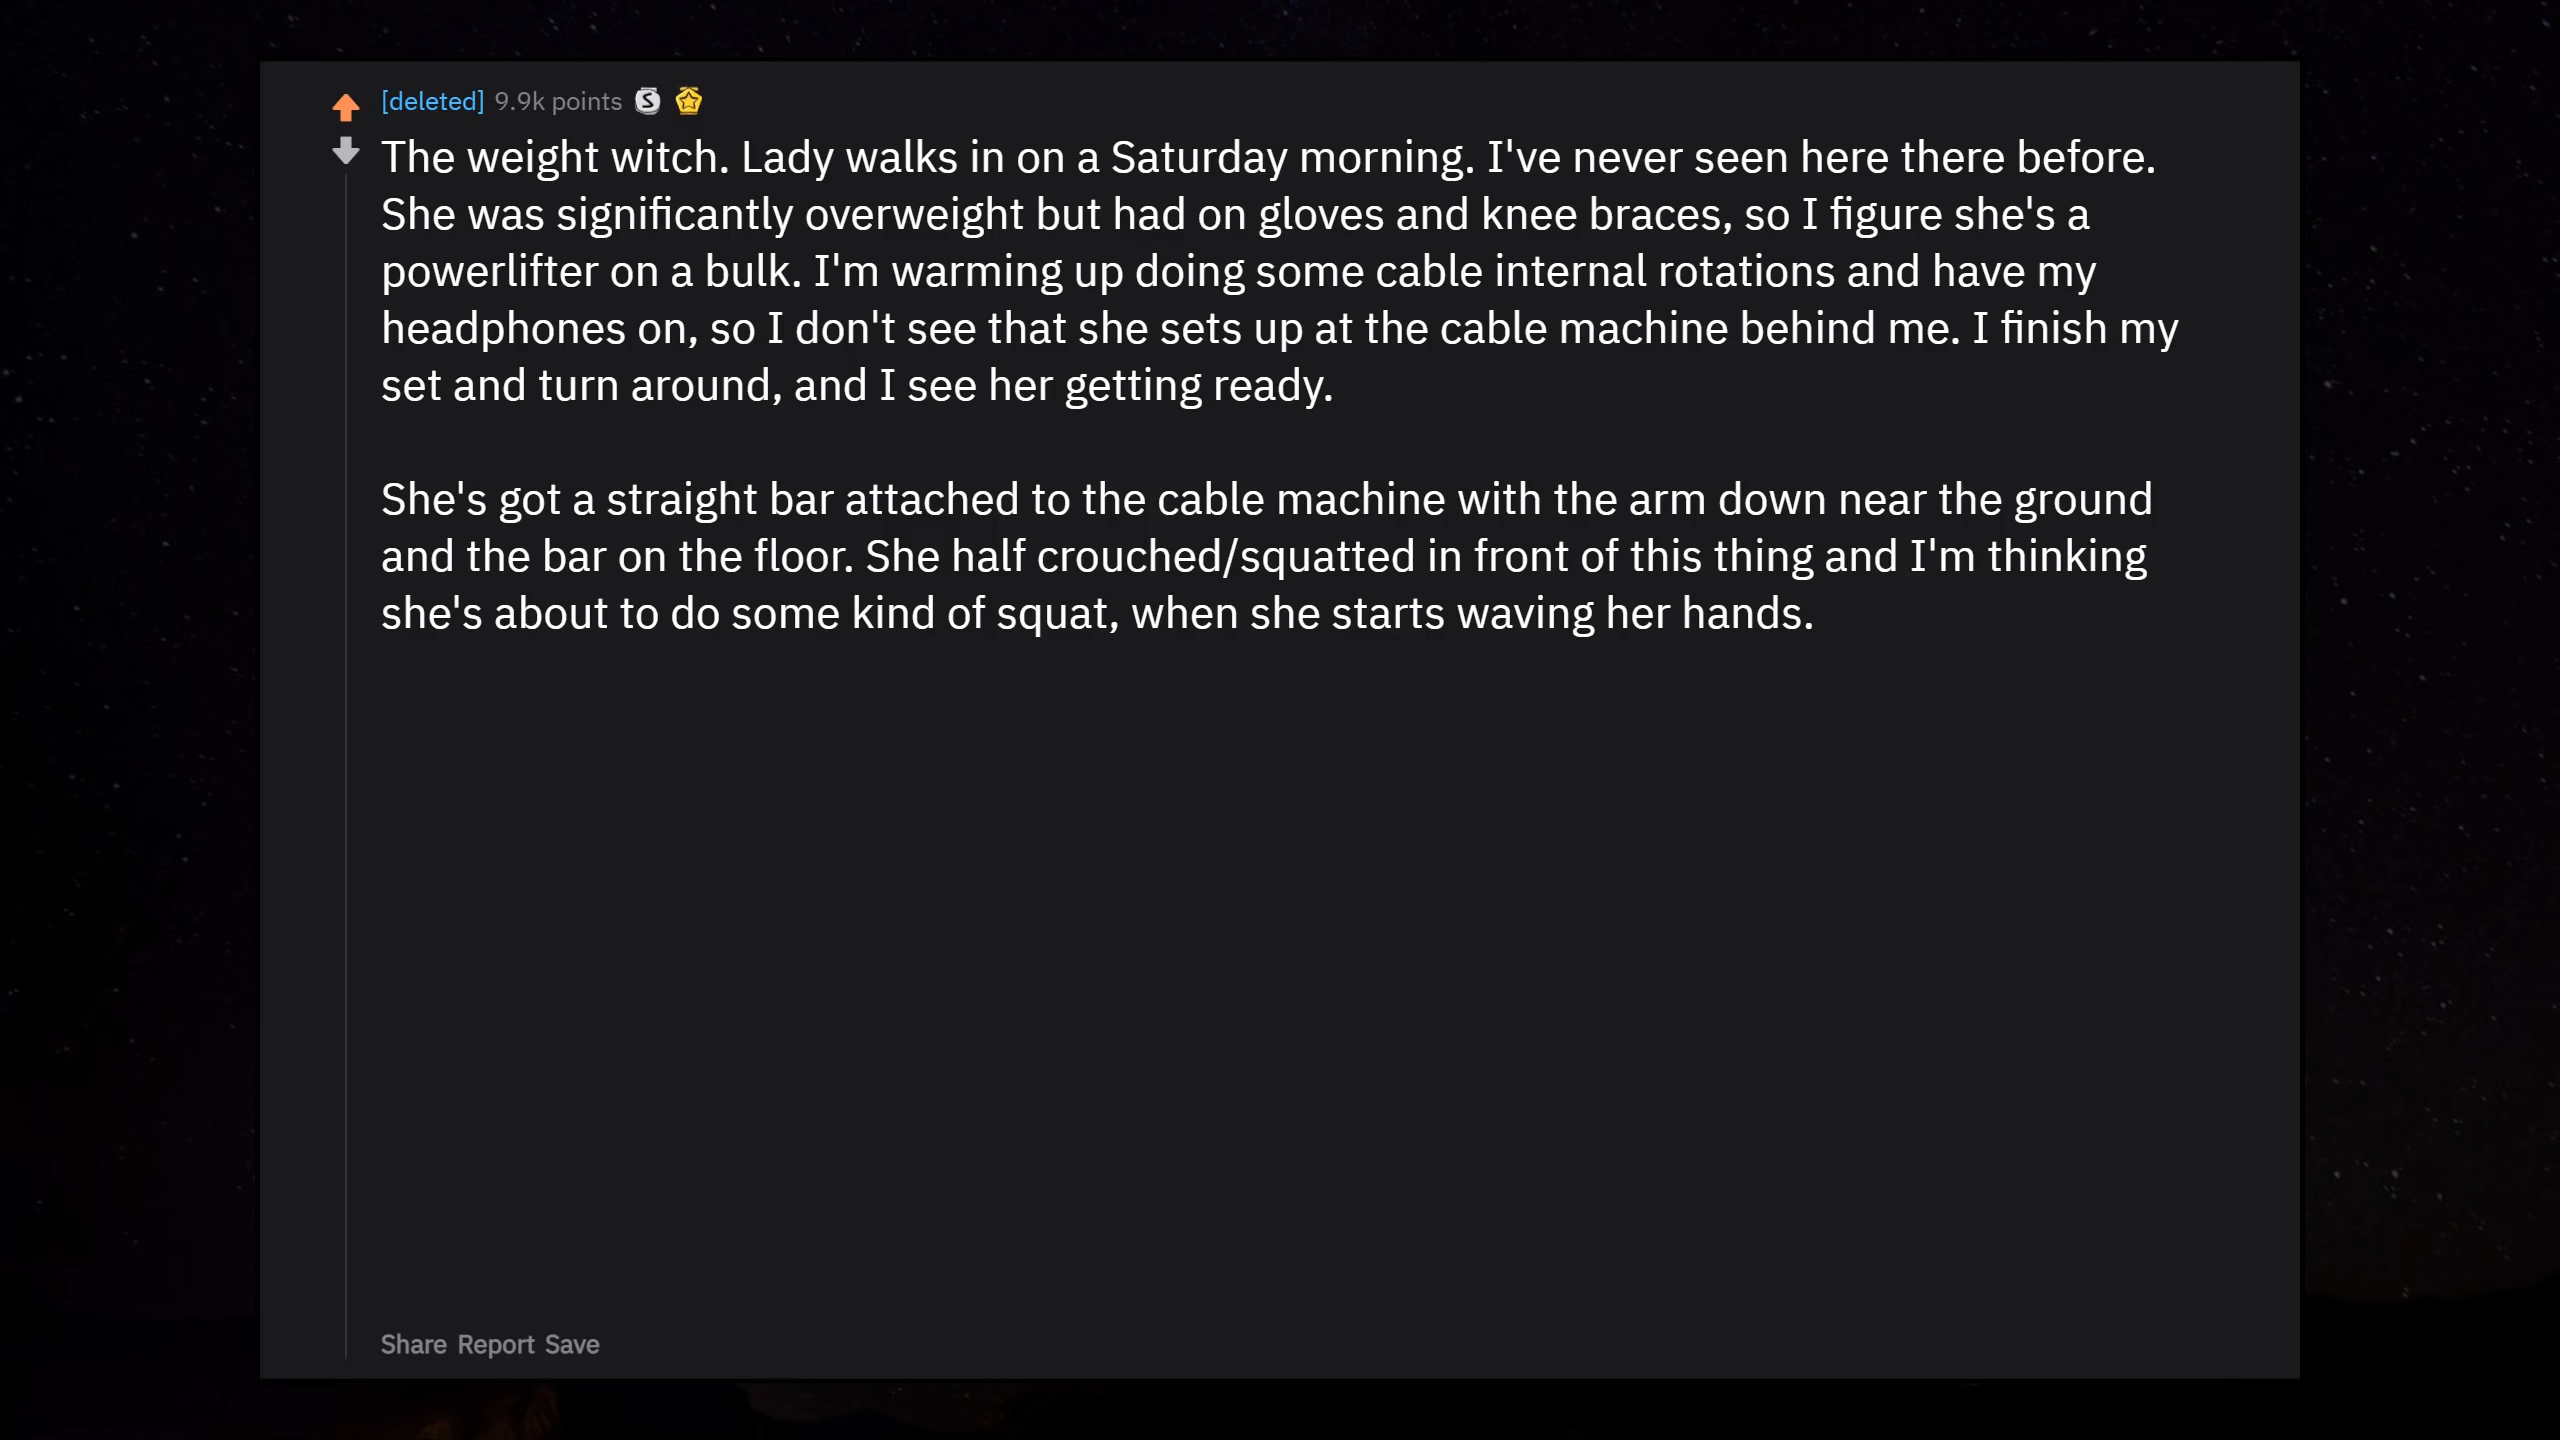 [deleted] 9.9k points
The weight witch. Lady walks in on a Saturday morning. I've never seen here there before.
She was significantly overweight but had on gloves and knee braces, so I figure she's a
powerlifter on a bulk. I'm warming up doing some cable internal rotations and have my
headphones on, so I don't see that she sets up at the cable machine behind me. I finish my
set and turn around, and I see her getting ready.
She's got a straight bar attached to the cable machine with the arm down near the ground
and the bar on the floor. She half crouched/squatted in front of this thing and I'm thinking
she's about to do some kind of squat, when she starts waving her hands.
Share Report Save